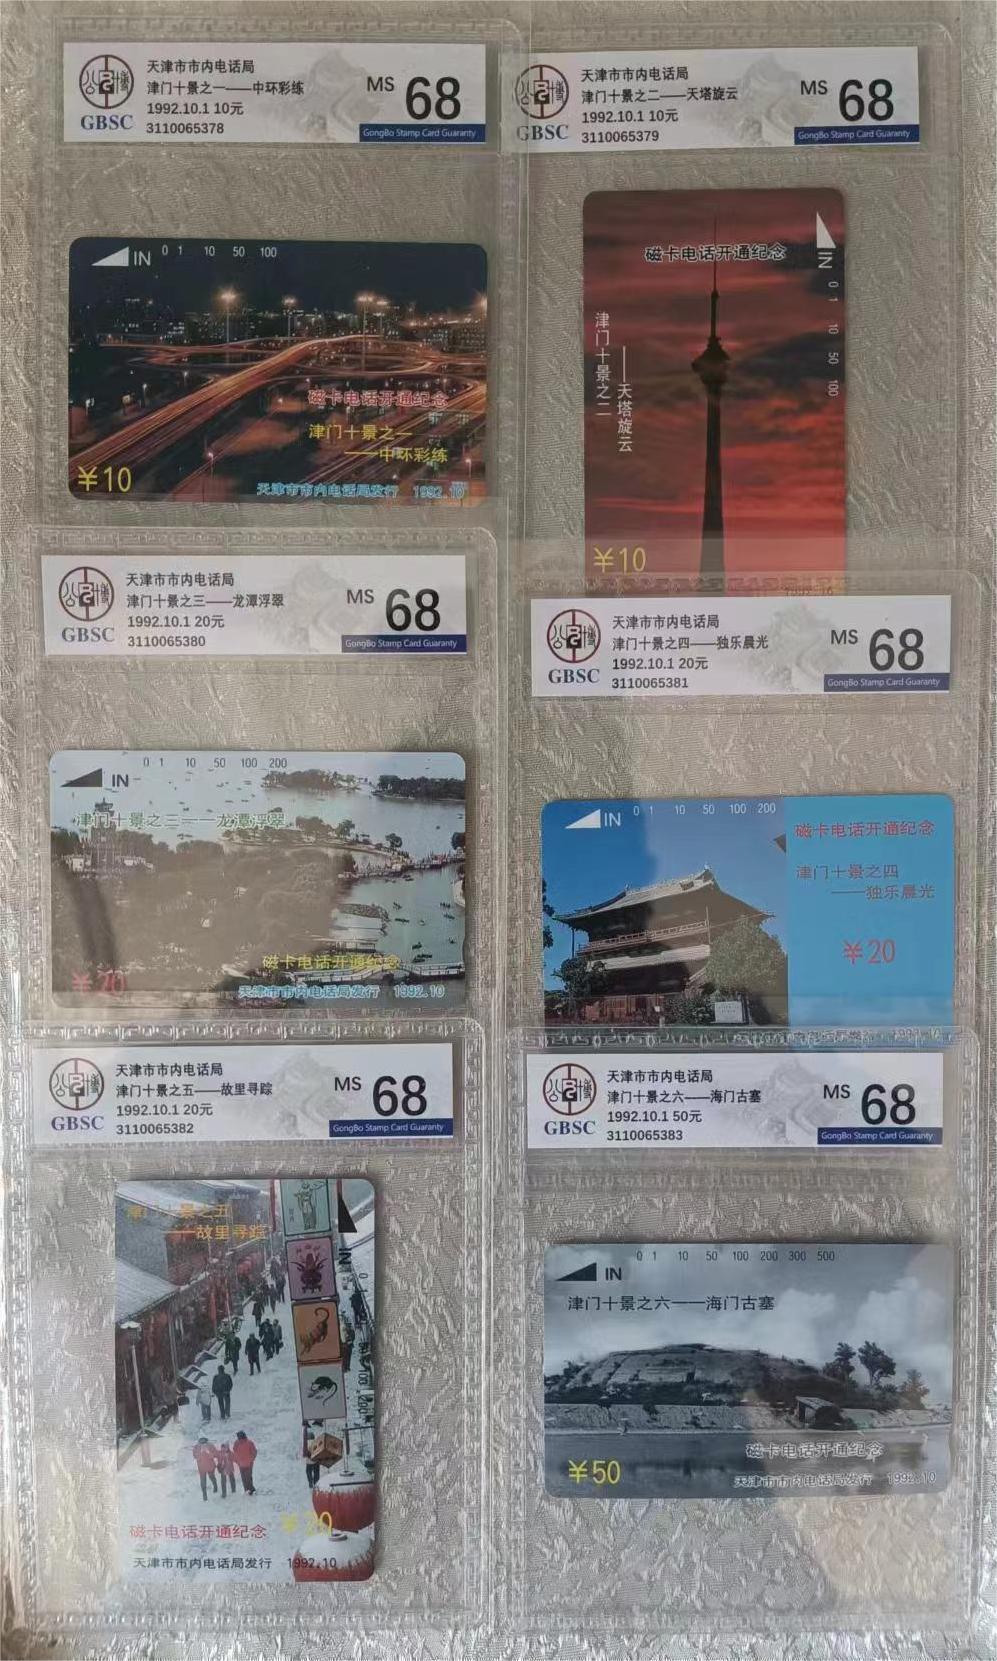 天津市市内电话局
津门十景之一——中环彩练
1992.10.1 10元
3110065378
GBSC
MS 68
GongBo Stamp Card Guaranty
IN 0 1 10 50 100
磁卡电话开通纪念
津门十景之一
——中环彩练
¥10
天津市市内电话局发行 1992.10
天津市市内电话局
津门十景之二——天塔旋云
1992.10.1 10元
3110065379
GBSC
MS 68
GongBo Stamp Card Guaranty
IN 0 1 10 50 100
磁卡电话开通纪念
津门十景之二
——天塔旋云
¥10
天津市市内电话局
津门十景之三——龙潭浮翠
1992.10.1 20元
3110065380
GBSC
MS 68
GongBo Stamp Card Guaranty
IN 0 1 10 50 100 200
津门十景之三——龙潭浮翠
磁卡电话开通纪念
¥20
天津市市内电话局发行 1992.10
天津市市内电话局
津门十景之四——独乐晨光
1992.10.1 20元
3110065381
GBSC
MS 68
GongBo Stamp Card Guaranty
IN 0 1 10 50 100 200
磁卡电话开通纪念
津门十景之四
——独乐晨光
¥20
天津市市内电话局
津门十景之五——故里寻踪
1992.10.1 20元
3110065382
GBSC
MS 68
GongBo Stamp Card Guaranty
IN
津门十景之五
——故里寻踪
¥20
磁卡电话开通纪念
天津市市内电话局发行 1992.10
天津市市内电话局
津门十景之六——海门古塞
1992.10.1 50元
3110065383
GBSC
MS 68
GongBo Stamp Card Guaranty
IN 0 1 10 50 100 200 300 500
津门十景之六——海门古塞
磁卡电话开通纪念
¥50
天津市市内电话局发行 1992.10